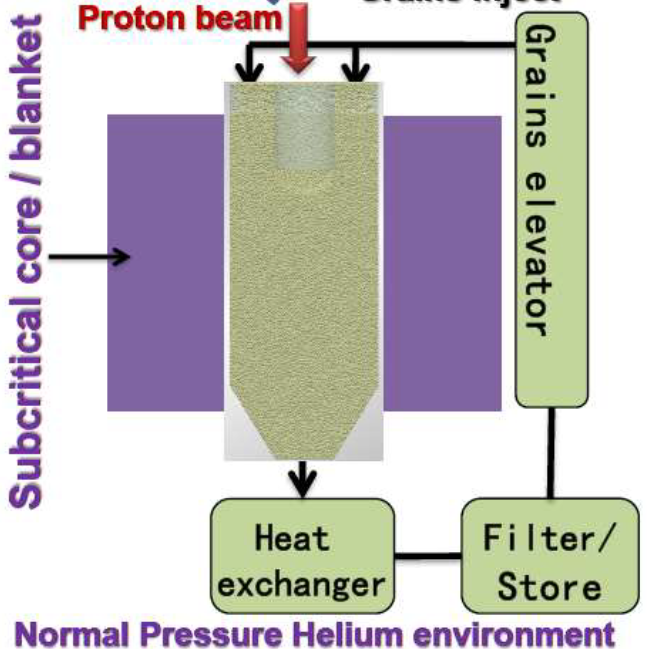 Proton beam
Grains elevator
Subcritical core / blanket
Heat
exchanger
Filter/
Store
Normal Pressure Helium environment